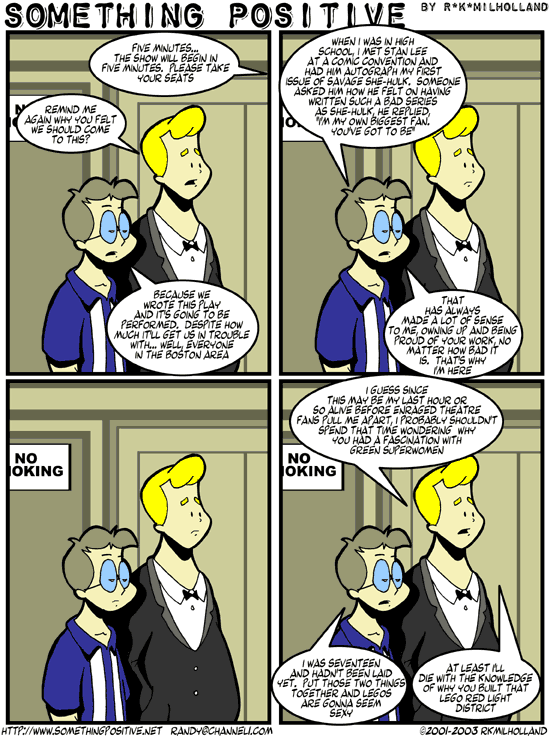 SOMETHING POSITIVE BY R*K*MILHOLLAND
FIVE MINUTES...
THE SHOW WILL BEGIN IN
FIVE MINUTES. PLEASE TAKE
YOUR SEATS
REMIND ME
AGAIN WHY YOU FELT
WE SHOULD COME
TO THIS?
BECAUSE WE
WROTE THIS PLAY
AND IT'S GOING TO BE
PERFORMED. DESPITE HOW
MUCH IT'LL GET US IN TROUBLE
WITH... WELL, EVERYONE
IN THE BOSTON AREA
WHEN I WAS IN HIGH
SCHOOL, I MET STAN LEE
AT A COMIC CONVENTION AND
HAD HIM AUTOGRAPH MY FIRST
ISSUE OF SAVAGE SHE-HULK. SOMEONE
ASKED HIM HOW HE FELT ON HAVING
WRITTEN SUCH A BAD SERIES
AS SHE-HULK, HE REPLIED,
"I'M MY OWN BIGGEST FAN.
YOU'VE GOT TO BE"
THAT
HAS ALWAYS
MADE A LOT OF SENSE
TO ME, OWNING UP AND BEING
PROUD OF YOUR WORK, NO
MATTER HOW BAD IT
IS. THAT'S WHY
I'M HERE
NO
OKING
I GUESS SINCE
THIS MAY BE MY LAST HOUR OR
SO ALIVE BEFORE ENRAGED THEATRE
FANS PULL ME APART, I PROBABLY SHOULDN'T
SPEND THAT TIME WONDERING WHY
YOU HAD A FASCINATION WITH
GREEN SUPERWOMEN
NO
OKING
I WAS SEVENTEEN
AND HADN'T BEEN LAID
YET. PUT THOSE TWO THINGS
TOGETHER AND LEGOS
ARE GONNA SEEM
SEXY
AT LEAST I'LL
DIE WITH THE KNOWLEDGE
OF WHY YOU BUILT THAT
LEGO RED LIGHT
DISTRICT
HTTP://WWW.SOMETHINGPOSITIVE.NET RANDY@CHANNEL1.COM ©2001-2003 RKMILHOLLAND